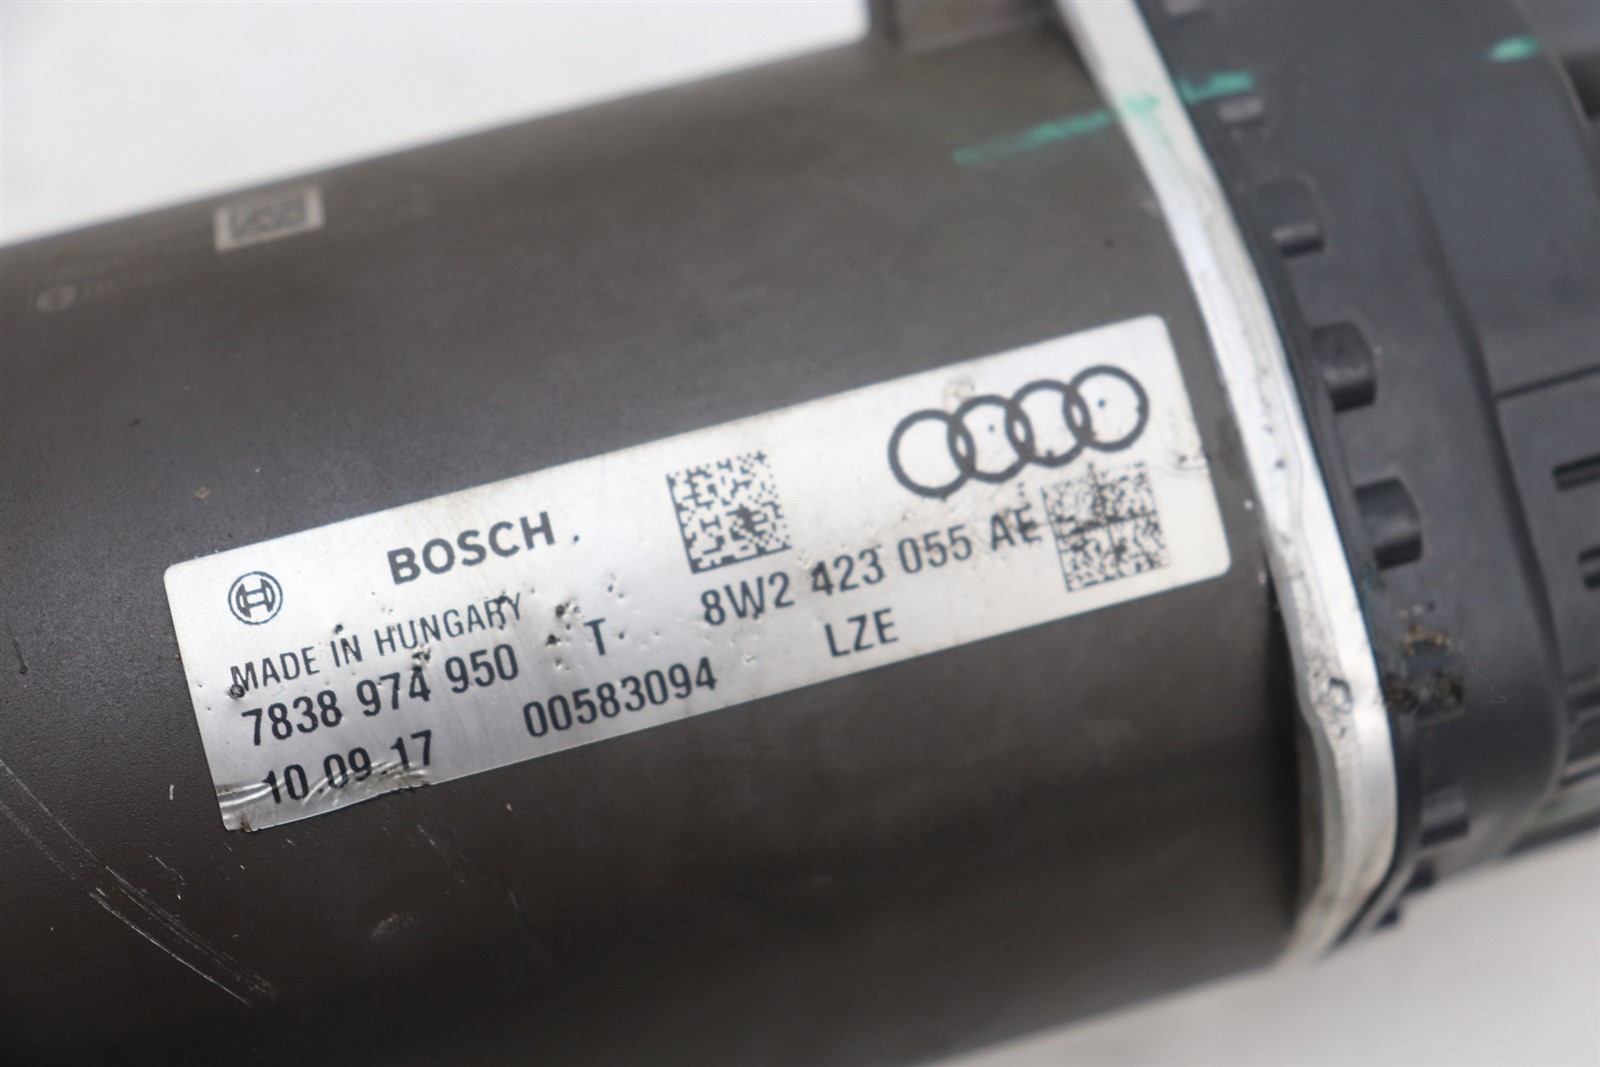 BOSCH
MADE IN HUNGARY
7838 974 950 T
10.09.17 00583094
8W2 423 055 AE
LZE